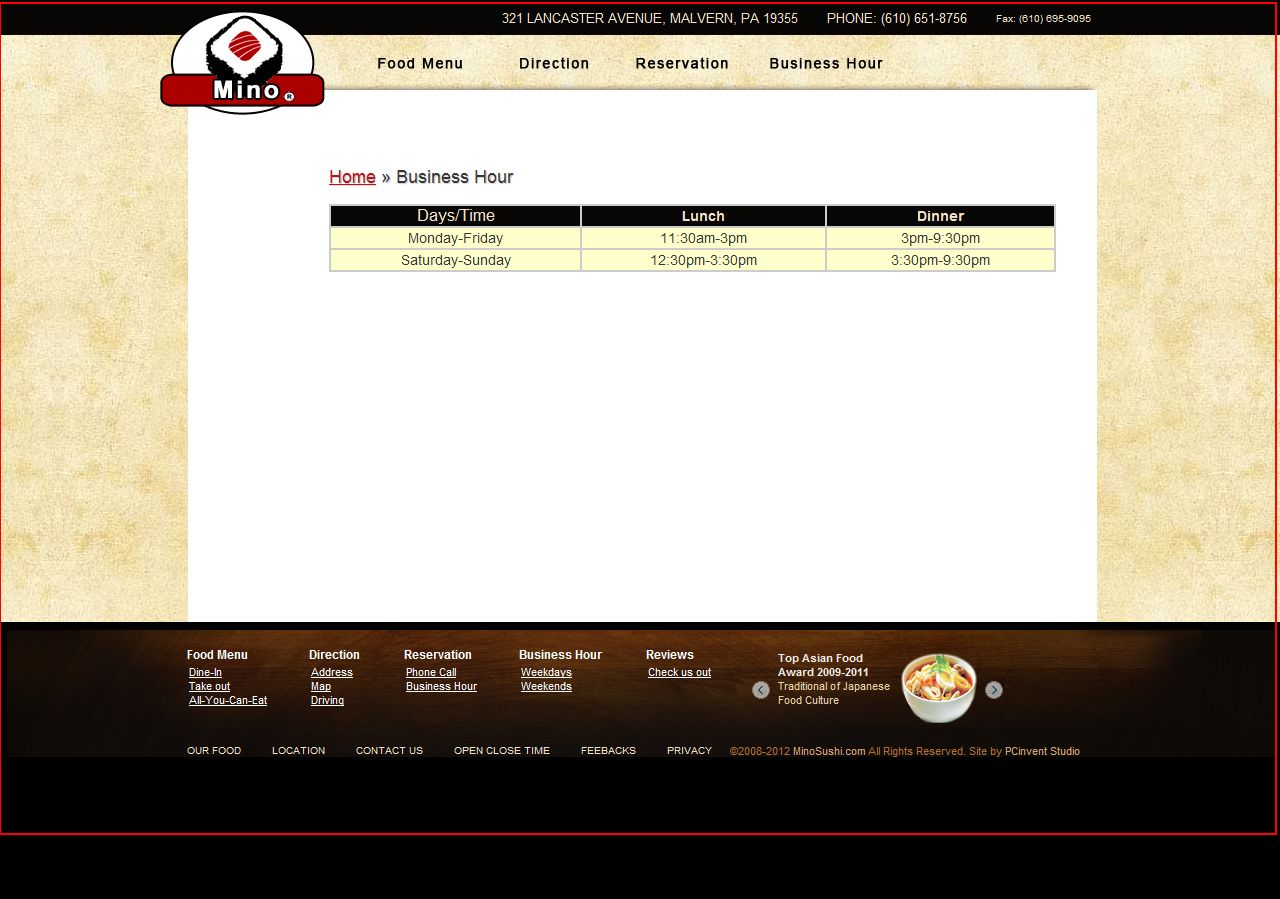 321 LANCASTER AVENUE, MALVERN, PA 19355 PHONE: (610) 651-8756 Fax: (610) 695-9095
Mino ®
Food Menu Direction Reservation Business Hour
Home » Business Hour
Days/Time Lunch Dinner
Monday-Friday 11:30am-3pm 3pm-9:30pm
Saturday-Sunday 12:30pm-3:30pm 3:30pm-9:30pm
Food Menu Direction Reservation Business Hour Reviews
Dine-In Address Phone Call Weekdays Check us out
Take out Map Business Hour Weekends
All-You-Can-Eat Driving
Top Asian Food
Award 2009-2011
Traditional of Japanese
Food Culture
OUR FOOD LOCATION CONTACT US OPEN CLOSE TIME FEEBACKS PRIVACY ©2008-2012 MinoSushi.com All Rights Reserved. Site by PCinvent Studio